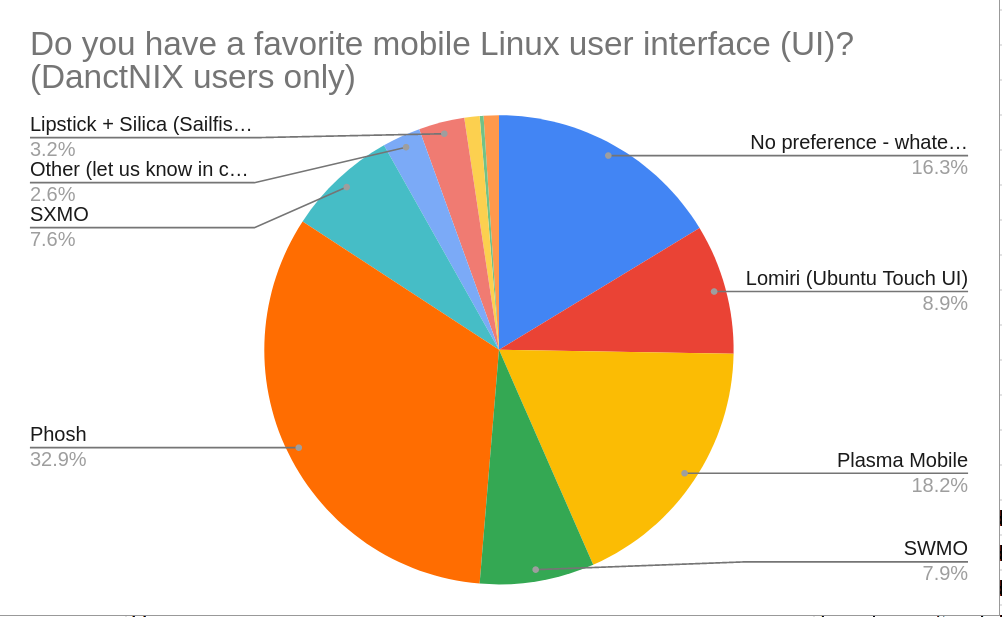 Do you have a favorite mobile Linux user interface (UI)?
(DanctNIX users only)
Lipstick + Silica (Sailfis…
3.2%
Other (let us know in c…
2.6%
SXMO
7.6%
Phosh
32.9%
No preference - whate…
16.3%
Lomiri (Ubuntu Touch UI)
8.9%
Plasma Mobile
18.2%
SWMO
7.9%